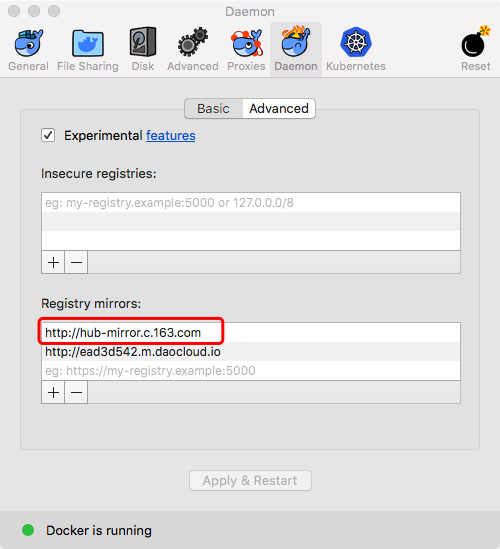 Daemon
General File Sharing Disk Advanced Proxies Daemon Kubernetes Reset
Basic Advanced
Experimental features
Insecure registries:
eg: my-registry.example:5000 or 127.0.0.0/8
Registry mirrors:
http://hub-mirror.c.163.com
http://ead3d542.m.daocloud.io
eg: https://my-registry.example:5000
Apply & Restart
Docker is running